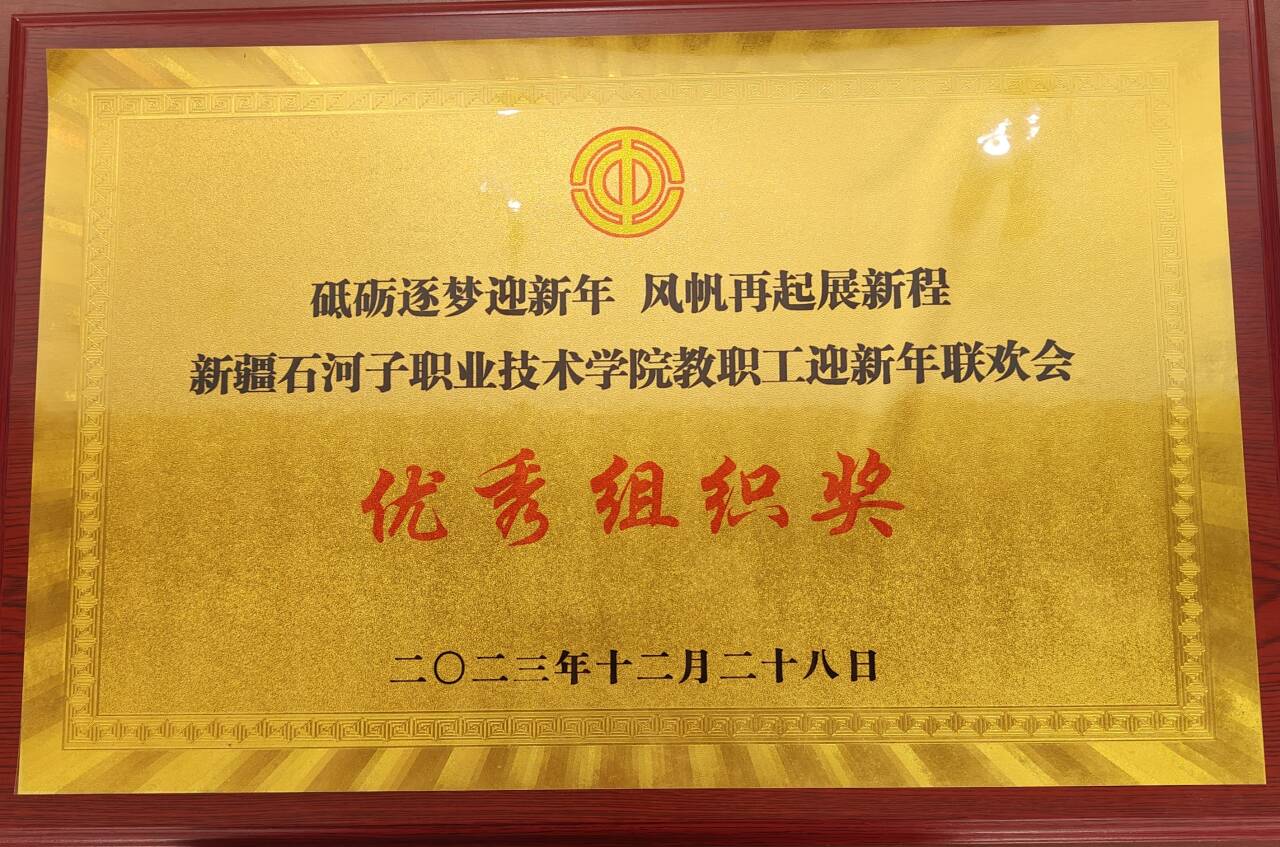 砥砺逐梦迎新年 风帆再起展新程
新疆石河子职业技术学院教职工迎新年联欢会
优秀组织奖
二〇二三年十二月二十八日